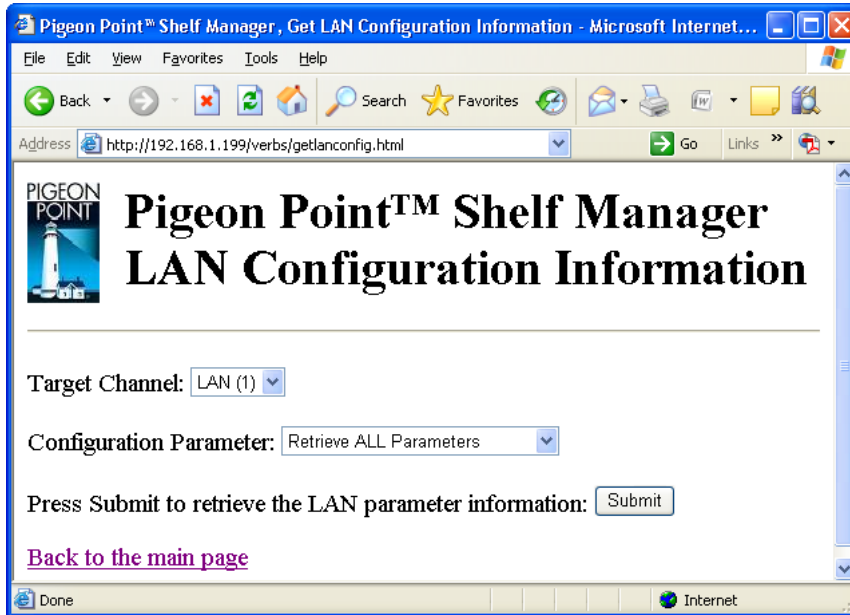 Pigeon Point™ Shelf Manager, Get LAN Configuration Information - Microsoft Internet...
File Edit View Favorites Tools Help
Back Search Favorites W
Address http://192.168.1.199/verbs/getlanconfig.html Go Links »
PIGEON
POINT
Pigeon Point™ Shelf Manager
LAN Configuration Information
Target Channel: LAN (1)
Configuration Parameter: Retrieve ALL Parameters
Press Submit to retrieve the LAN parameter information: Submit
Back to the main page
Done Internet